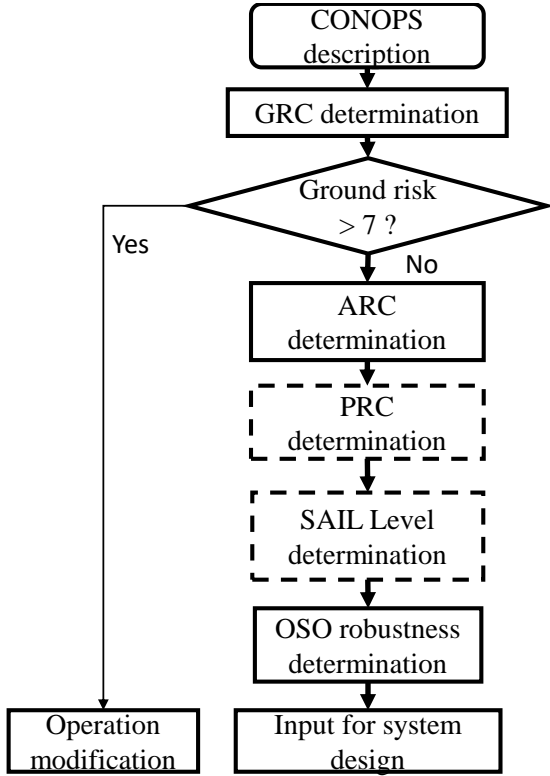 CONOPS
description
GRC determination
Ground risk
> 7 ?
Yes
No
ARC
determination
PRC
determination
SAIL Level
determination
OSO robustness
determination
Operation
modification
Input for system
design